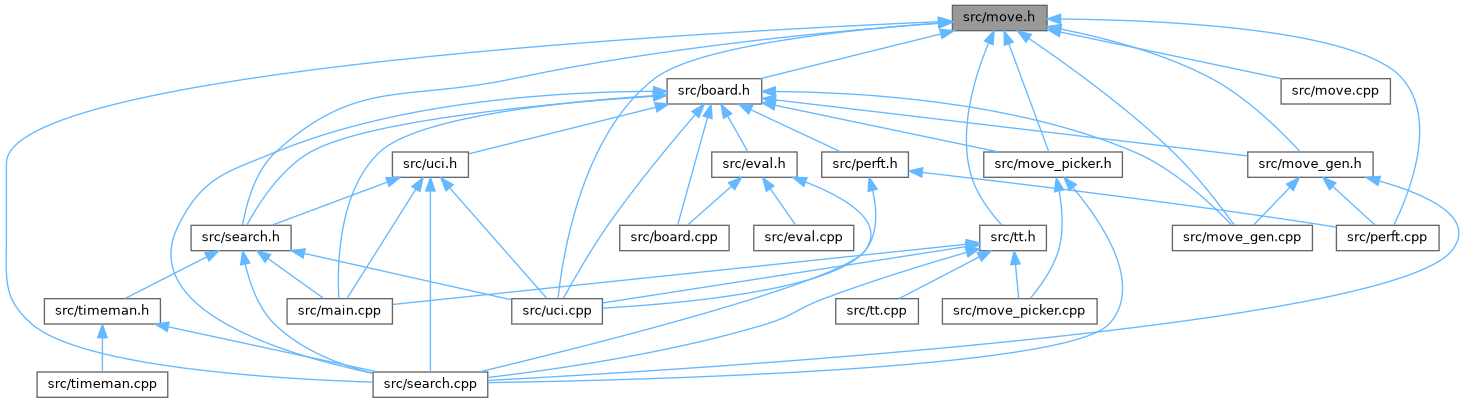 src/move.h
src/board.h
src/move.cpp
src/uci.h
src/eval.h
src/perft.h
src/move_picker.h
src/move_gen.h
src/search.h
src/board.cpp
src/eval.cpp
src/tt.h
src/move_gen.cpp
src/perft.cpp
src/timeman.h
src/main.cpp
src/uci.cpp
src/tt.cpp
src/move_picker.cpp
src/timeman.cpp
src/search.cpp